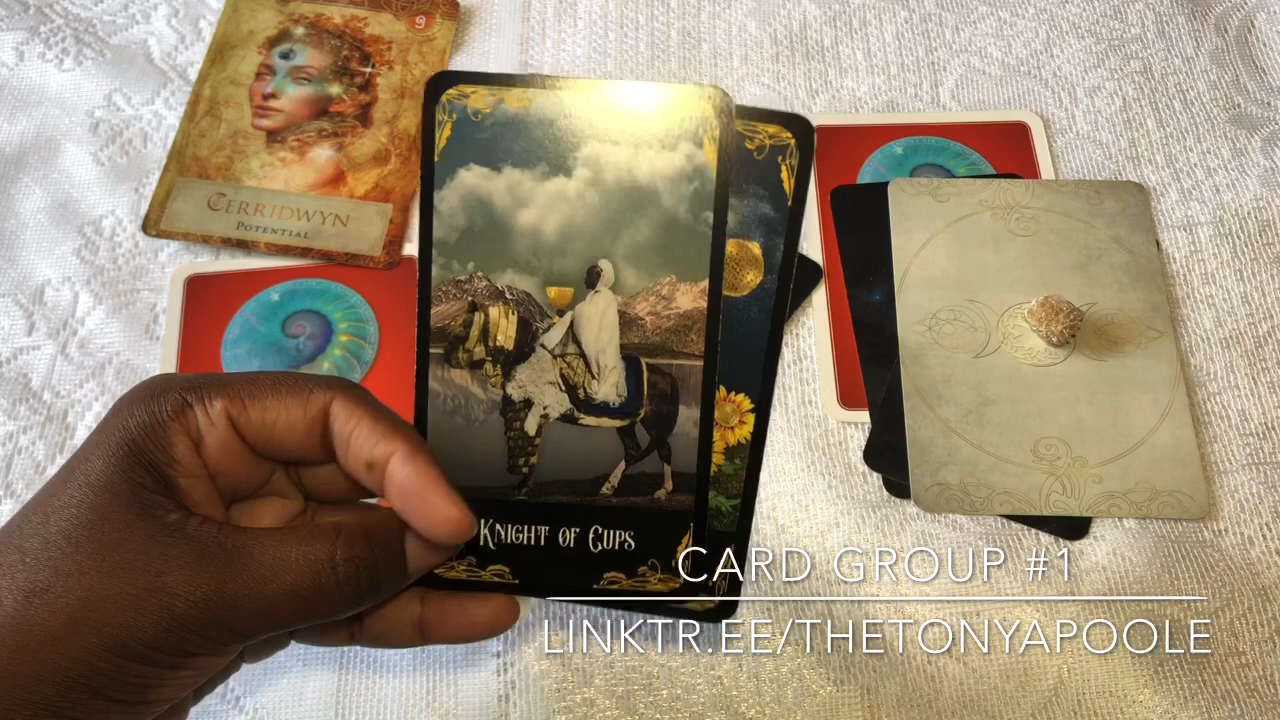 9
CERRIDWYN
POTENTIAL
KNIGHT OF CUPS
CARD GROUP #1
LINKTR.EE/THETONYAPOOLE